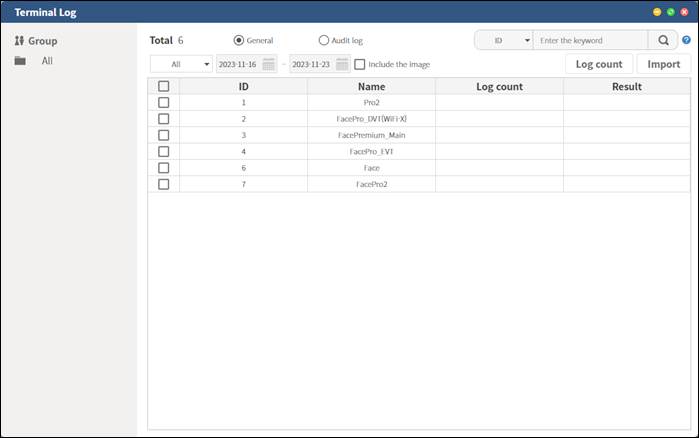 Terminal Log
Group
All
Total 6 General Audit log ID Enter the keyword ?
All 2023-11-16 ~ 2023-11-23 Include the image Log count Import
ID Name Log count Result
1 Pro2
2 FacePro_DVT(WiFi-X)
3 FacePremium_Main
4 FacePro_EVT
6 Face
7 FacePro2